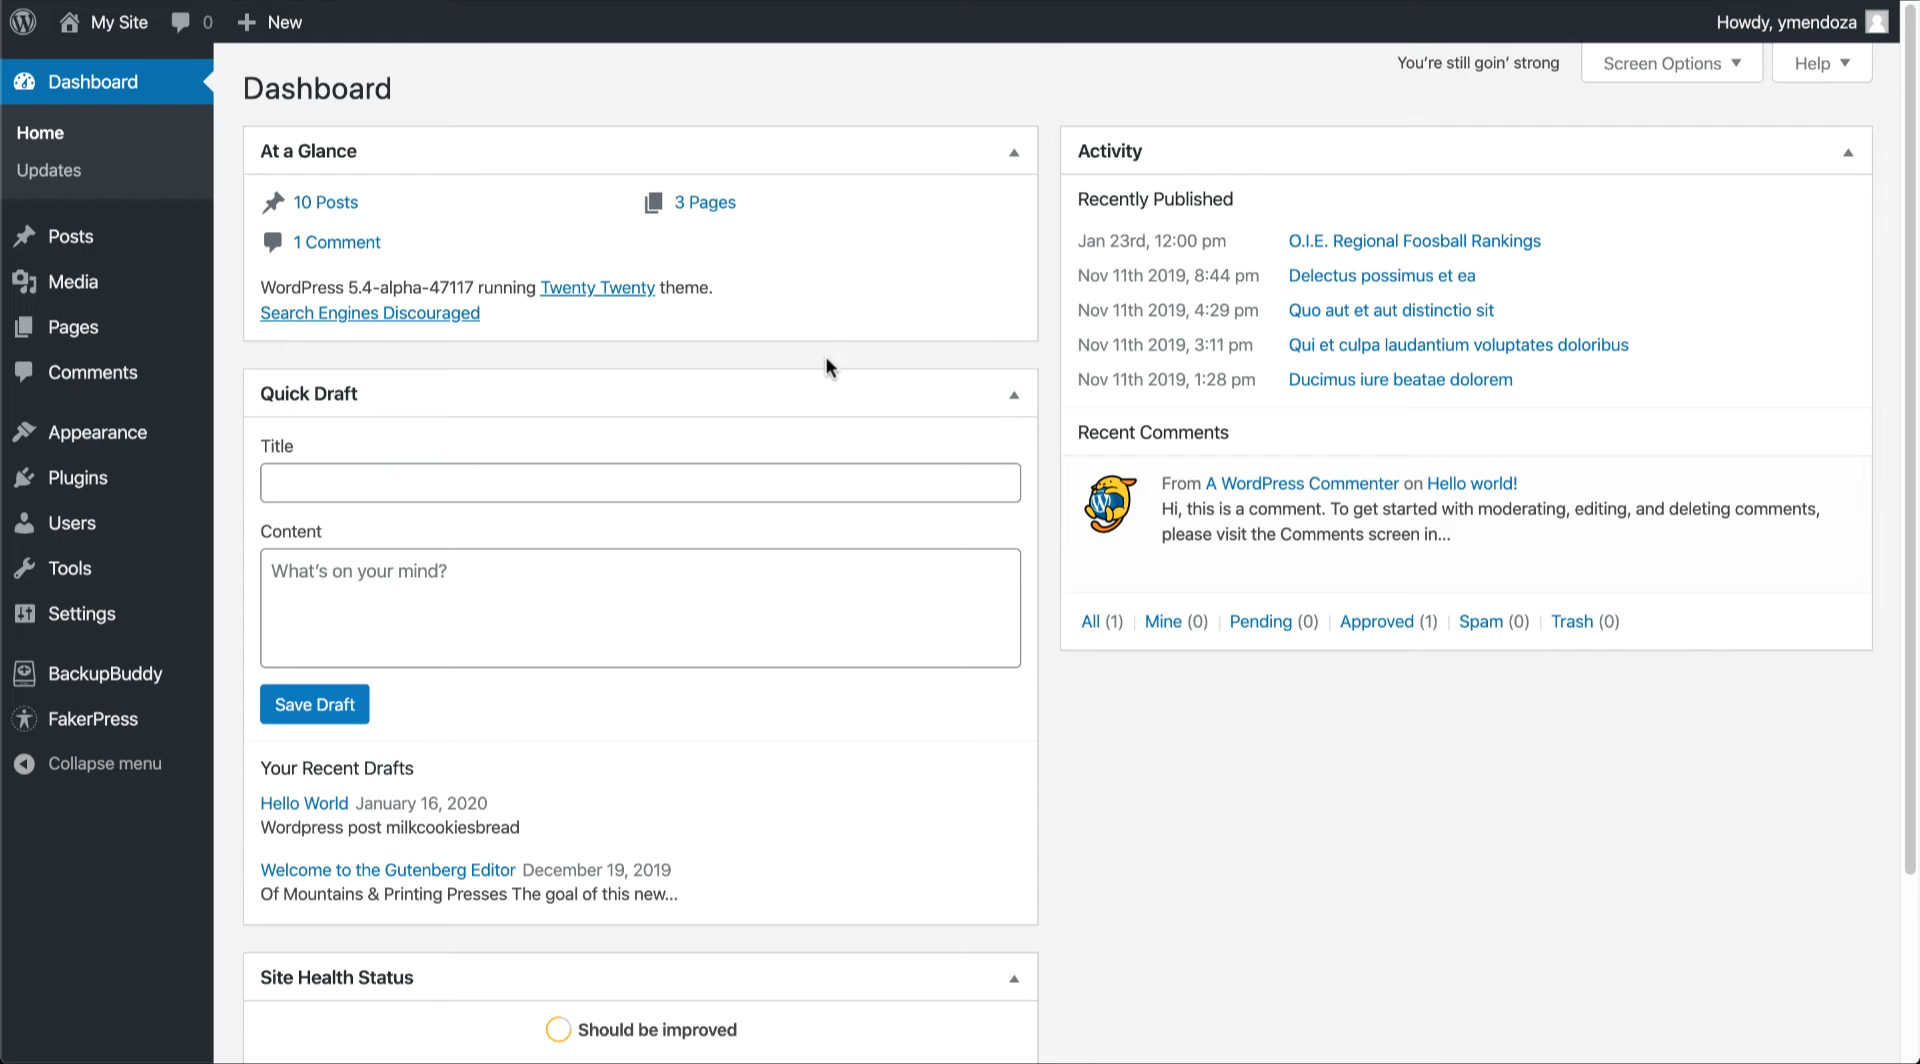 My Site 0 New Howdy, ymendoza
You're still goin' strong Screen Options Help
Dashboard
Home
Updates
Posts
Media
Pages
Comments
Appearance
Plugins
Users
Tools
Settings
BackupBuddy
FakerPress
Collapse menu
Dashboard
At a Glance
10 Posts 3 Pages
1 Comment
WordPress 5.4-alpha-47117 running Twenty Twenty theme.
Search Engines Discouraged
Quick Draft
Title
Content
What's on your mind?
Save Draft
Your Recent Drafts
Hello World January 16, 2020
Wordpress post milkcookiesbread
Welcome to the Gutenberg Editor December 19, 2019
Of Mountains & Printing Presses The goal of this new...
Site Health Status
Should be improved
Activity
Recently Published
Jan 23rd, 12:00 pm O.I.E. Regional Foosball Rankings
Nov 11th 2019, 8:44 pm Delectus possimus et ea
Nov 11th 2019, 4:29 pm Quo aut et aut distinctio sit
Nov 11th 2019, 3:11 pm Qui et culpa laudantium voluptates doloribus
Nov 11th 2019, 1:28 pm Ducimus iure beatae dolorem
Recent Comments
From A WordPress Commenter on Hello world!
Hi, this is a comment. To get started with moderating, editing, and deleting comments,
please visit the Comments screen in...
All (1) | Mine (0) | Pending (0) | Approved (1) | Spam (0) | Trash (0)